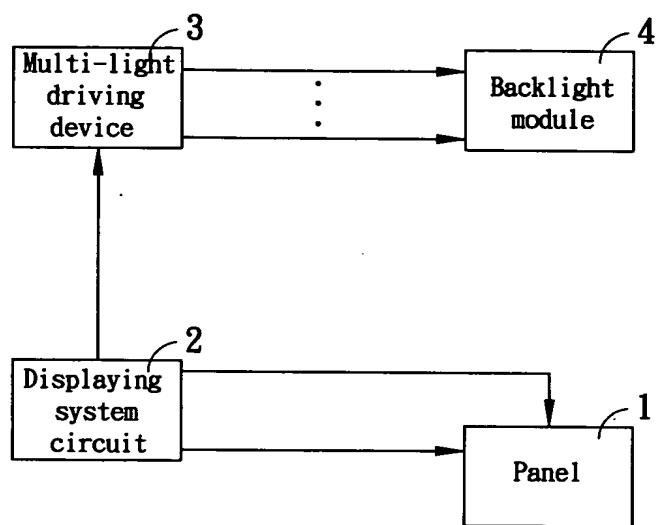 3
Multi-light
driving
device
4
Backlight
module
2
Displaying
system
circuit
1
Panel